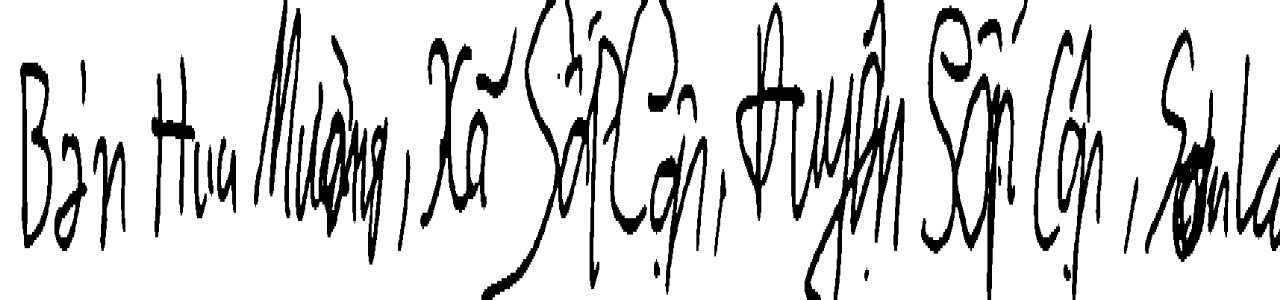 Bản Hua Mường, Xã Sốp Cộp, Huyện Sốp Cộp, Sơn La